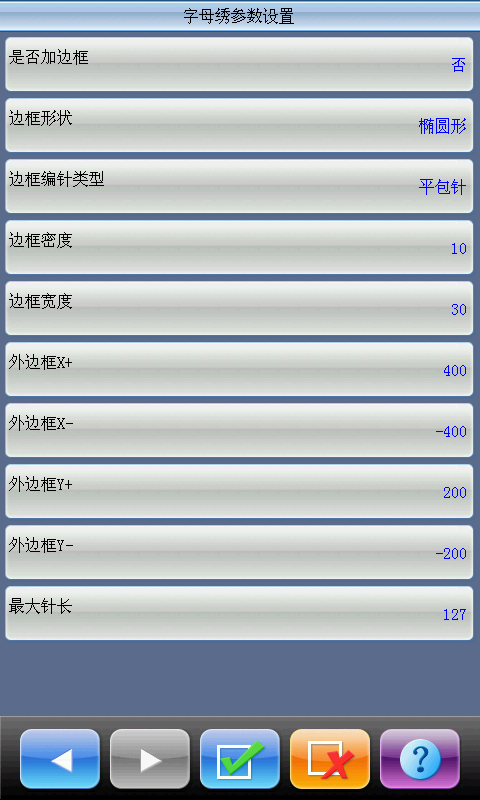 字母绣参数设置
是否加边框
否
边框形状
椭圆形
边框编针类型
平包针
边框密度
10
边框宽度
30
外边框X+
400
外边框X-
-400
外边框Y+
200
外边框Y-
-200
最大针长
127
?